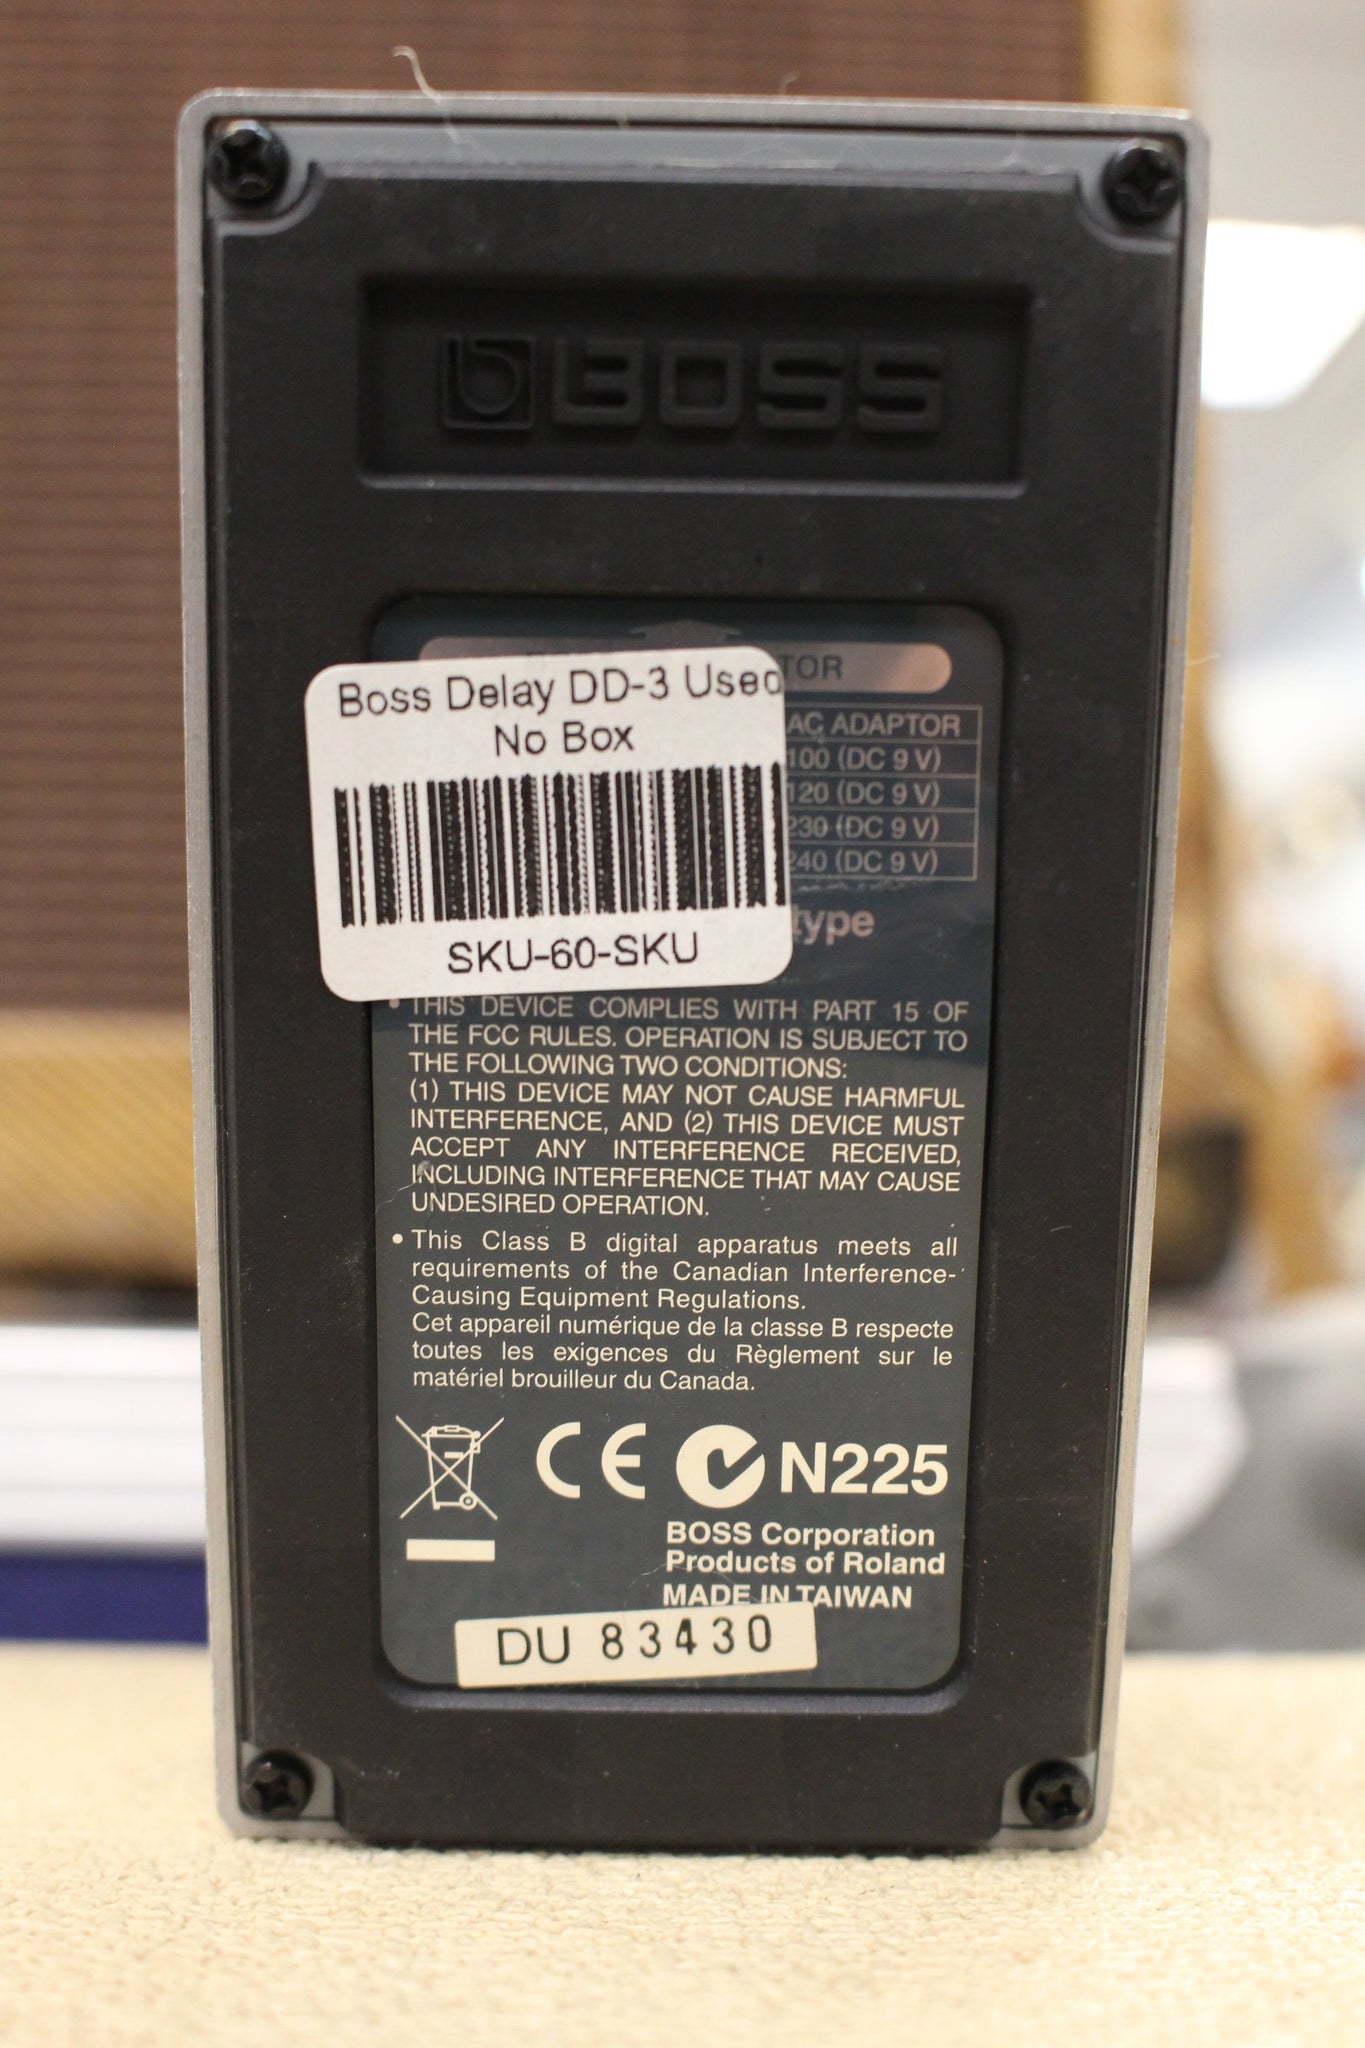 BOSS
TOR
Boss Delay DD-3 Used
No Box
SKU-60-SKU
AC ADAPTOR
100 (DC 9 V)
120 (DC 9 V)
230 (DC 9 V)
240 (DC 9 V)
type
• THIS DEVICE COMPLIES WITH PART 15 OF
THE FCC RULES. OPERATION IS SUBJECT TO
THE FOLLOWING TWO CONDITIONS:
(1) THIS DEVICE MAY NOT CAUSE HARMFUL
INTERFERENCE, AND (2) THIS DEVICE MUST
ACCEPT ANY INTERFERENCE RECEIVED,
INCLUDING INTERFERENCE THAT MAY CAUSE
UNDESIRED OPERATION.
• This Class B digital apparatus meets all
requirements of the Canadian Interference-
Causing Equipment Regulations.
Cet appareil numérique de la classe B respecte
toutes les exigences du Règlement sur le
matériel brouilleur du Canada.
CE N225
BOSS Corporation
Products of Roland
MADE IN TAIWAN
DU 83430